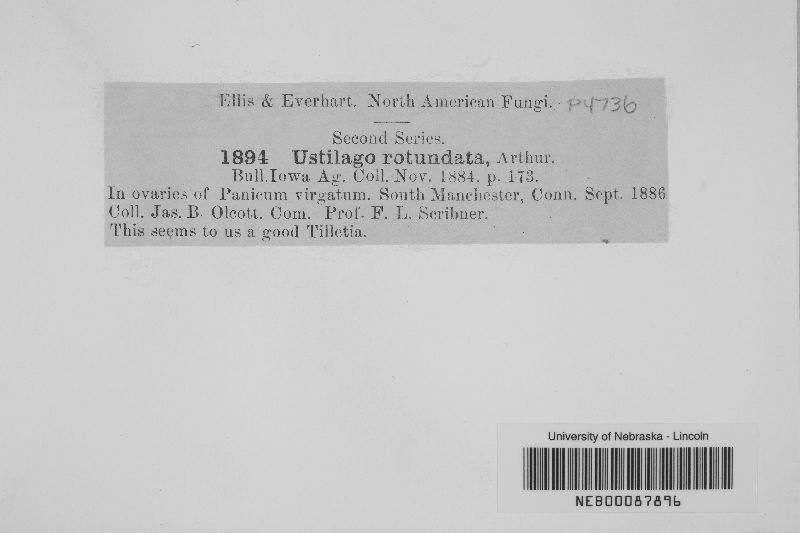 Ellis & Everhart. North American Fungi. P4736
Second Series.
1894 Ustilago rotundata, Arthur.
Bull. Iowa Ag. Coll. Nov. 1884. p. 173.
In ovaries of Panicum virgatum. South Manchester, Conn. Sept. 1886
Coll. Jas. B. Olcott. Com. Prof. F. L. Scribner.
This seems to us a good Tilletia.
University of Nebraska - Lincoln
NEB00087896